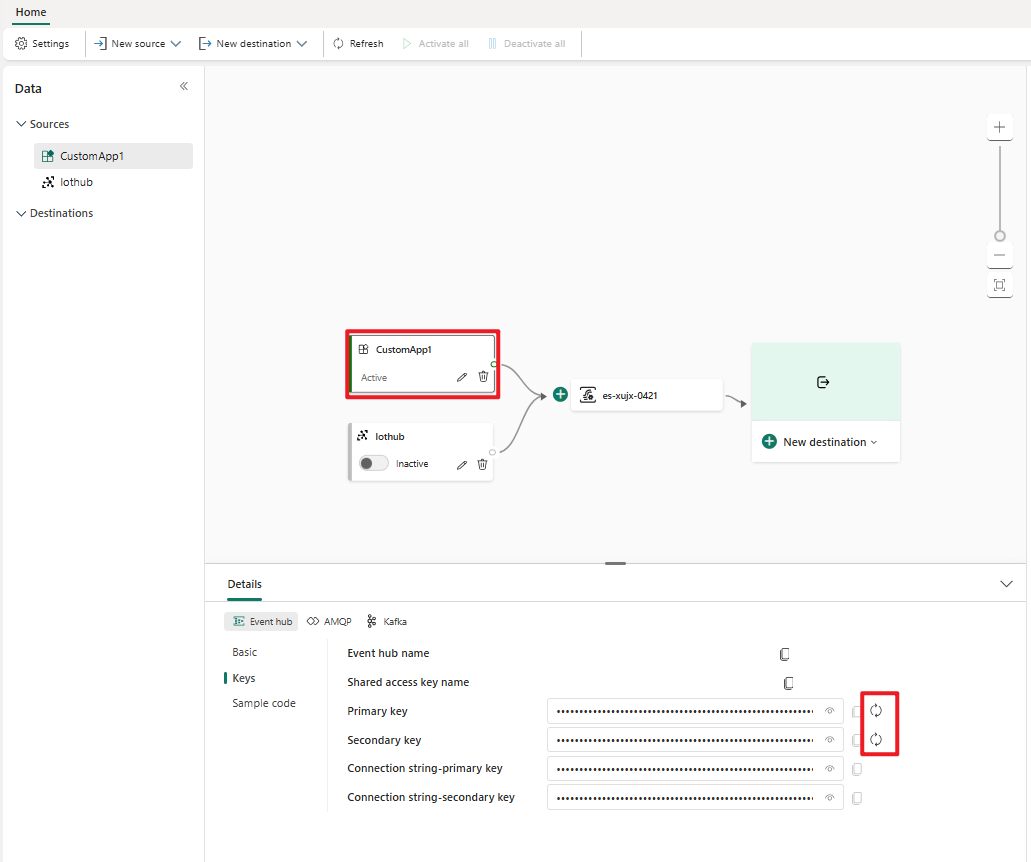 Home
Settings
New source
New destination
Refresh
Activate all
Deactivate all
Data
Sources
CustomApp1
Iothub
Destinations
CustomApp1
Active
Iothub
Inactive
es-xujx-0421
New destination
Details
Event hub
AMQP
Kafka
Basic
Keys
Sample code
Event hub name
Shared access key name
Primary key
Secondary key
Connection string-primary key
Connection string-secondary key